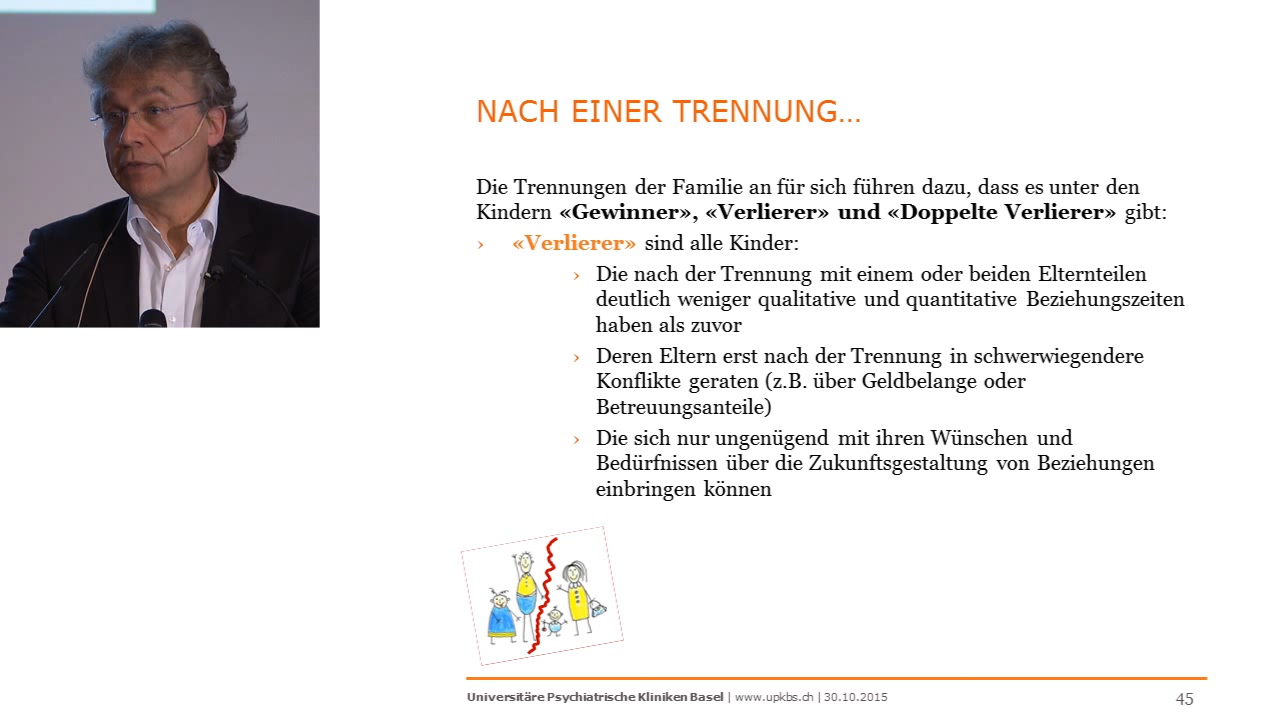 NACH EINER TRENNUNG...
Die Trennungen der Familie an für sich führen dazu, dass es unter den
Kindern «Gewinner», «Verlierer» und «Doppelte Verlierer» gibt:
› «Verlierer» sind alle Kinder:
› Die nach der Trennung mit einem oder beiden Elternteilen
deutlich weniger qualitative und quantitative Beziehungszeiten
haben als zuvor
› Deren Eltern erst nach der Trennung in schwerwiegendere
Konflikte geraten (z.B. über Geldbelange oder
Betreuungsanteile)
› Die sich nur ungenügend mit ihren Wünschen und
Bedürfnissen über die Zukunftsgestaltung von Beziehungen
einbringen können
Universitäre Psychiatrische Kliniken Basel | www.upkbs.ch | 30.10.2015
45